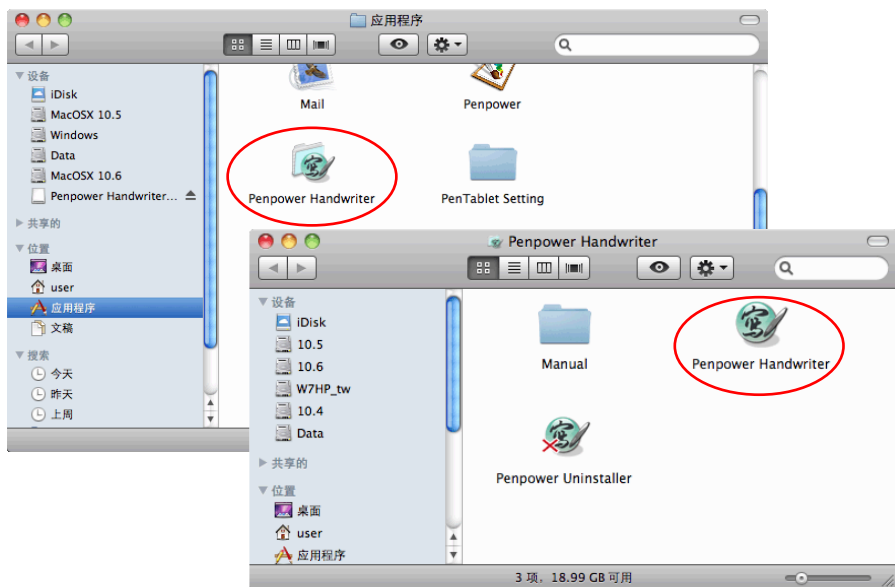 应用程序
设备
iDisk
MacOSX 10.5
Windows
Data
MacOSX 10.6
Penpower Handwriter...
共享的
位置
桌面
user
应用程序
文稿
搜索
今天
昨天
上周
Mail
Penpower
Penpower Handwriter
PenTablet Setting
Penpower Handwriter
设备
iDisk
10.5
10.6
W7HP_tw
10.4
Data
共享的
位置
桌面
user
应用程序
Manual
Penpower Handwriter
Penpower Uninstaller
3 项，18.99 GB 可用